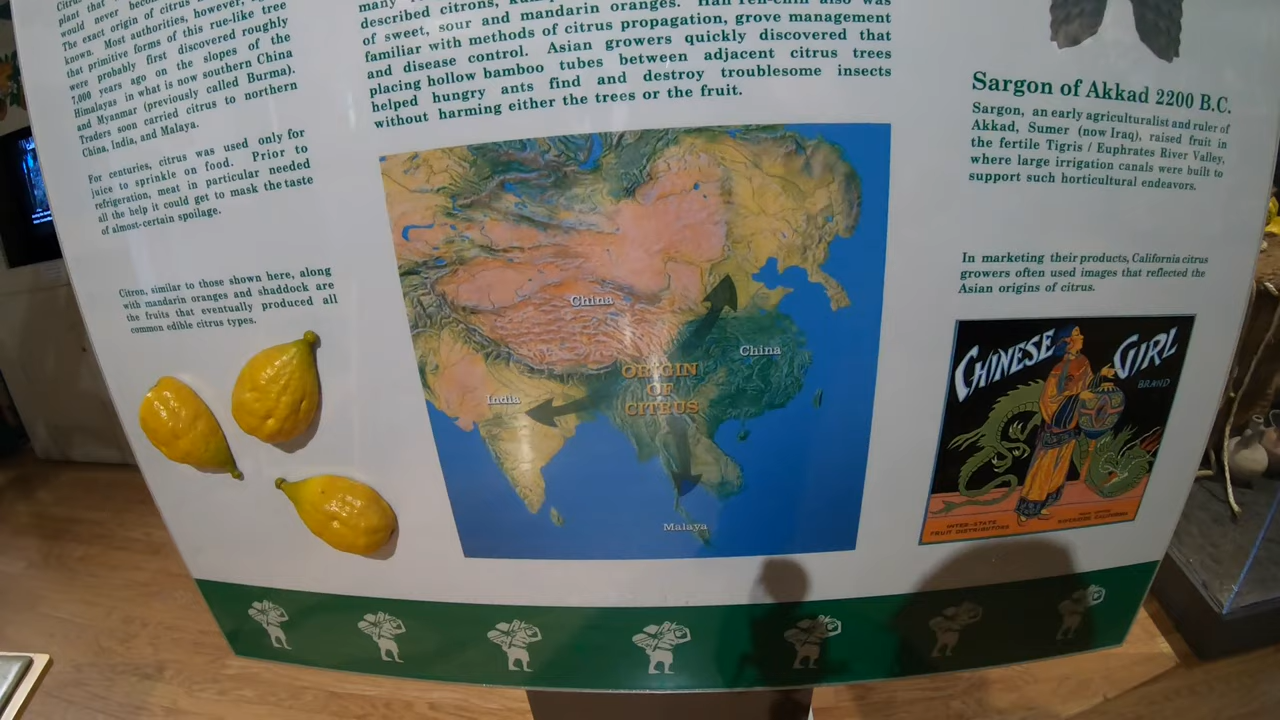 plant that
would never
The exact origin of citrus
known. Most authorities, however, agree
that primitive forms of this rue-like tree
were probably first discovered roughly
7,000 years ago on the slopes of the
Himalayas in what is now southern China
and Myanmar (previously called Burma).
Traders soon carried citrus to northern
China, India, and Malaya.
For centuries, citrus was used only for
juice to sprinkle on food. Prior to
refrigeration, meat in particular needed
all the help it could get to mask the taste
of almost-certain spoilage.
Citron, similar to those shown here, along
with mandarin oranges and shaddock are
the fruits that eventually produced all
common edible citrus types.
many
described citrons,
of sweet, sour and mandarin oranges. Han Yen-chih also was
familiar with methods of citrus propagation, grove management
and disease control. Asian growers quickly discovered that
placing hollow bamboo tubes between adjacent citrus trees
helped hungry ants find and destroy troublesome insects
without harming either the trees or the fruit.
China
China
ORIGIN
OF
CITRUS
India
Malaya
Sargon of Akkad 2200 B.C.
Sargon, an early agriculturalist and ruler of
Akkad, Sumer (now Iraq), raised fruit in
the fertile Tigris / Euphrates River Valley,
where large irrigation canals were built to
support such horticultural endeavors.
In marketing their products, California citrus
growers often used images that reflected the
Asian origins of citrus.
CHINESE GIRL
BRAND
INTER-STATE
FRUIT DISTRIBUTORS